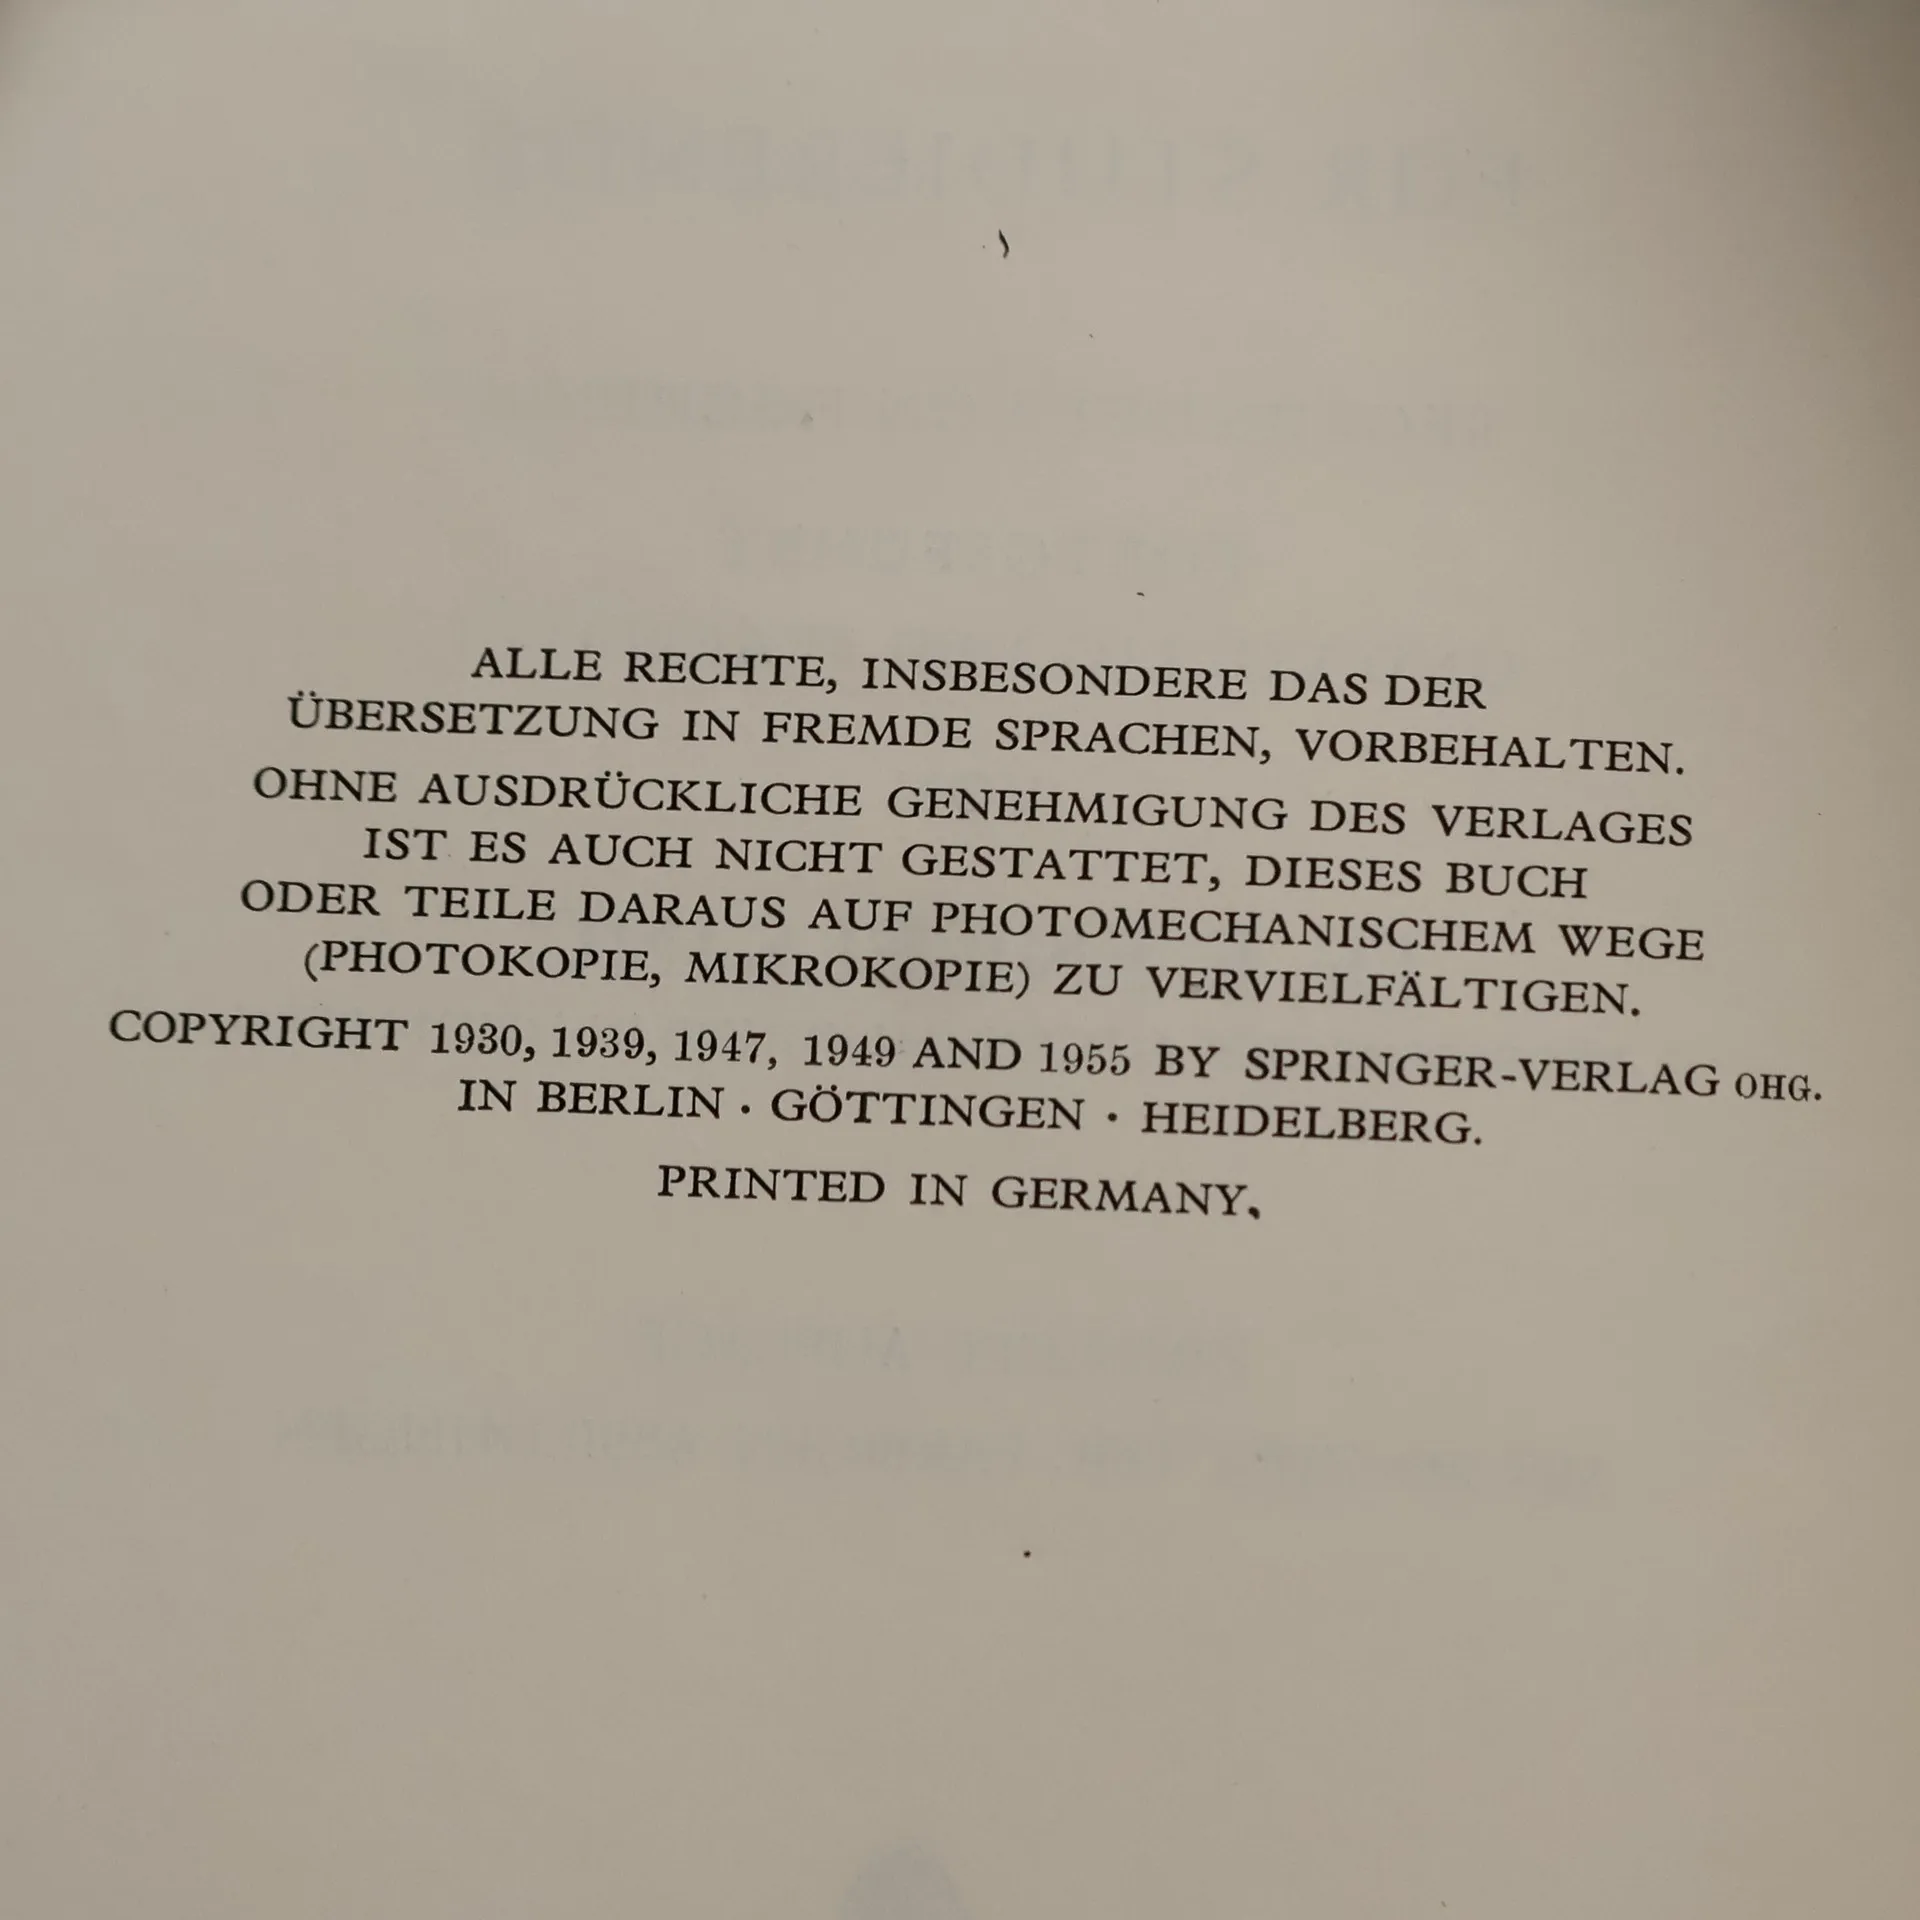 ALLE RECHTE, INSBESONDERE DAS DER
ÜBERSETZUNG IN FREMDE SPRACHEN, VORBEHALTEN.
OHNE AUSDRÜCKLICHE GENEHMIGUNG DES VERLAGES
IST ES AUCH NICHT GESTATTET, DIESES BUCH
ODER TEILE DARAUS AUF PHOTOMECHANISCHEM WEGE
(PHOTOKOPIE, MIKROKOPIE) ZU VERVIELFÄLTIGEN.
COPYRIGHT 1930, 1939, 1947, 1949 AND 1955 BY SPRINGER-VERLAG OHG.
IN BERLIN · GÖTTINGEN · HEIDELBERG.
PRINTED IN GERMANY.